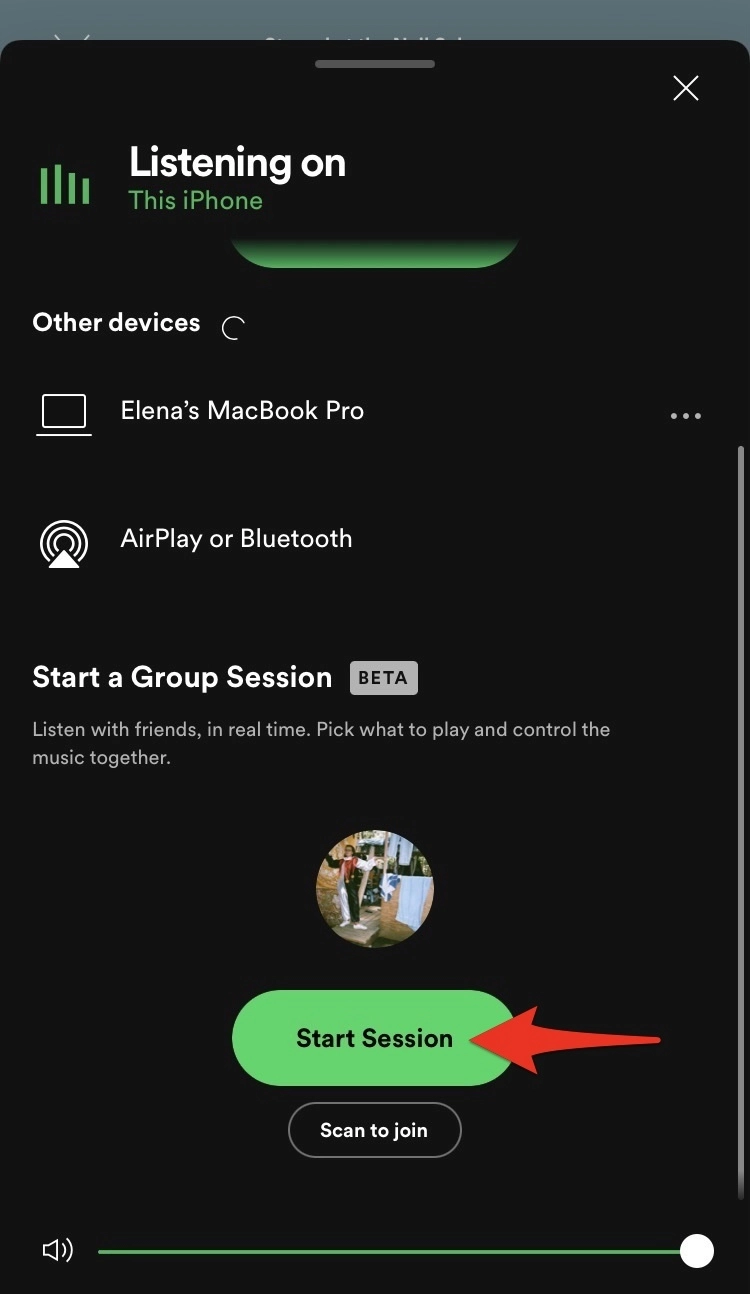 Listening on
This iPhone
Other devices
Elena’s MacBook Pro
AirPlay or Bluetooth
Start a Group Session BETA
Listen with friends, in real time. Pick what to play and control the
music together.
Start Session
Scan to join